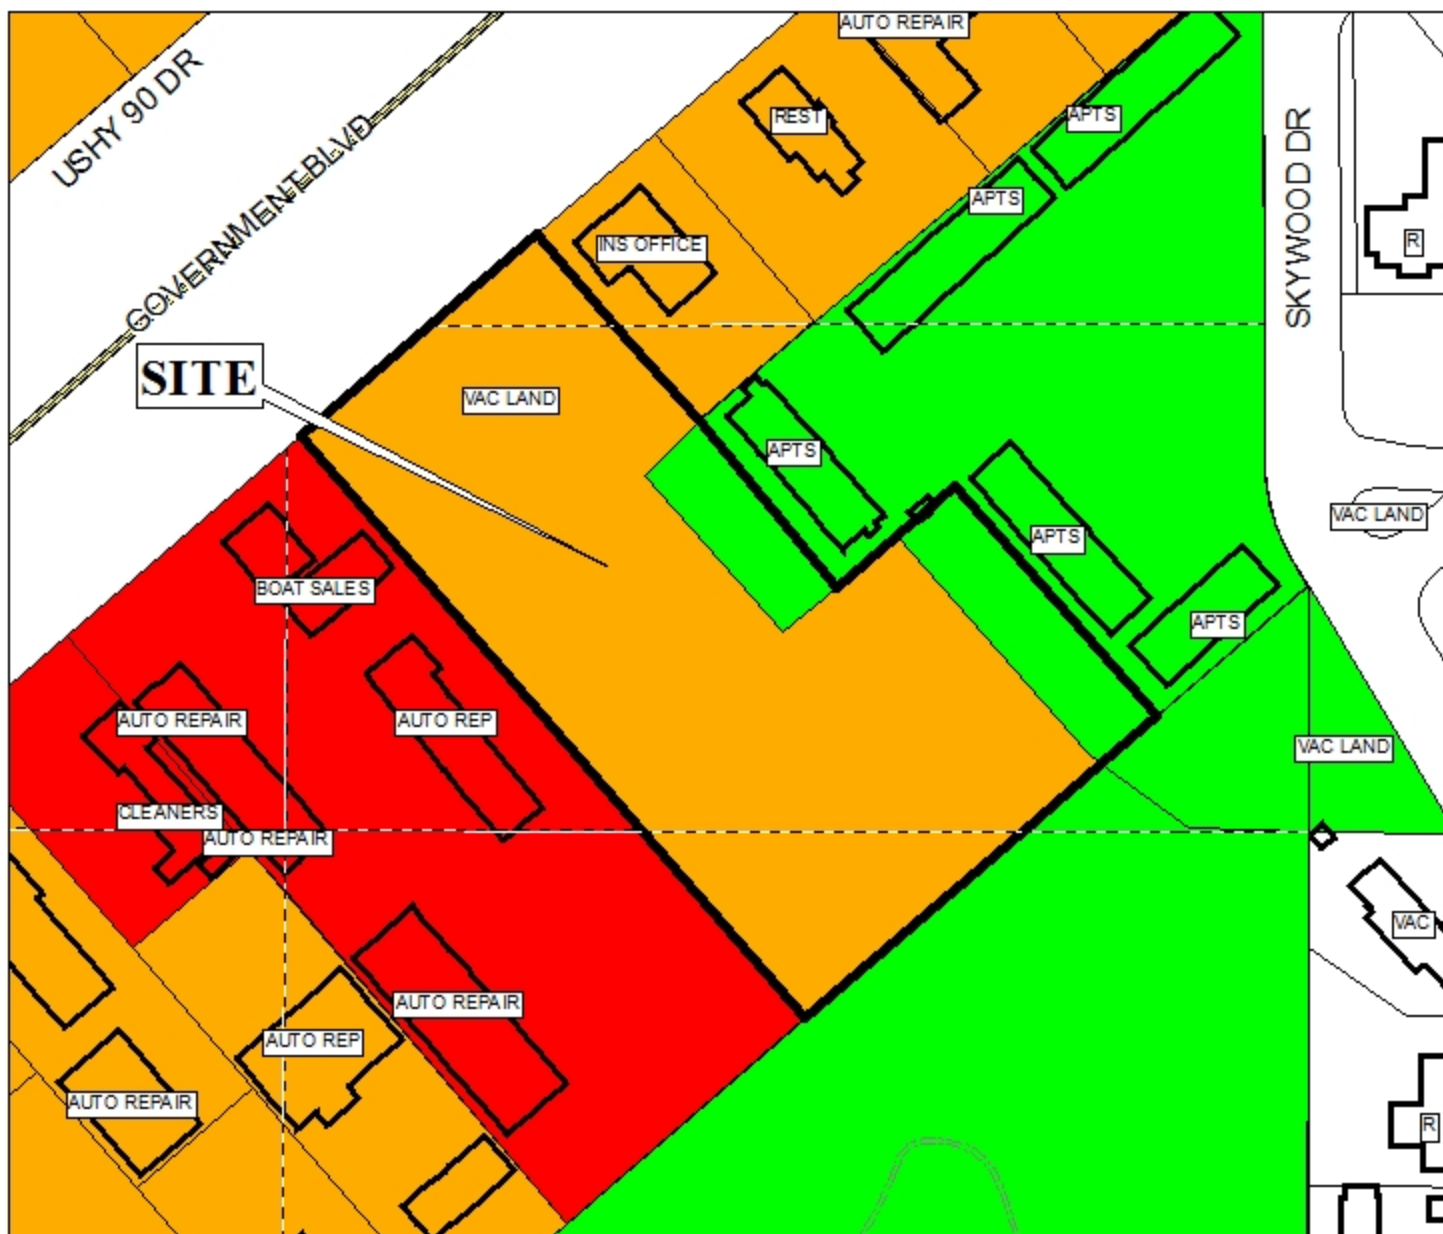 AUTO REPAIR
USHY 90 DR
REST
APTS
GOVERNMENT BLVD
SKYWOOD DR
APTS
INS OFFICE
R
SITE
VAC LAND
APTS
VAC LAND
APTS
BOAT SALES
APTS
AUTO REPAIR
AUTO REP
VAC LAND
CLEANERS
AUTO REPAIR
VAC
AUTO REPAIR
AUTO REP
AUTO REPAIR
R